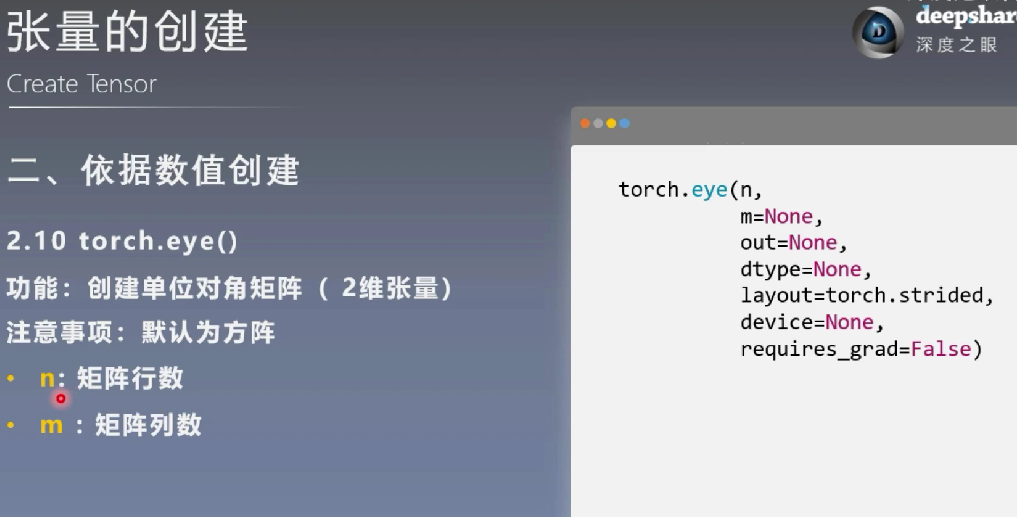 张量的创建
deepshar
深度之眼
Create Tensor
二、依据数值创建
2.10 torch.eye()
功能：创建单位对角矩阵（ 2维张量）
注意事项：默认为方阵
• n: 矩阵行数
• m : 矩阵列数
torch.eye(n,
m=None,
out=None,
dtype=None,
layout=torch.strided,
device=None,
requires_grad=False)